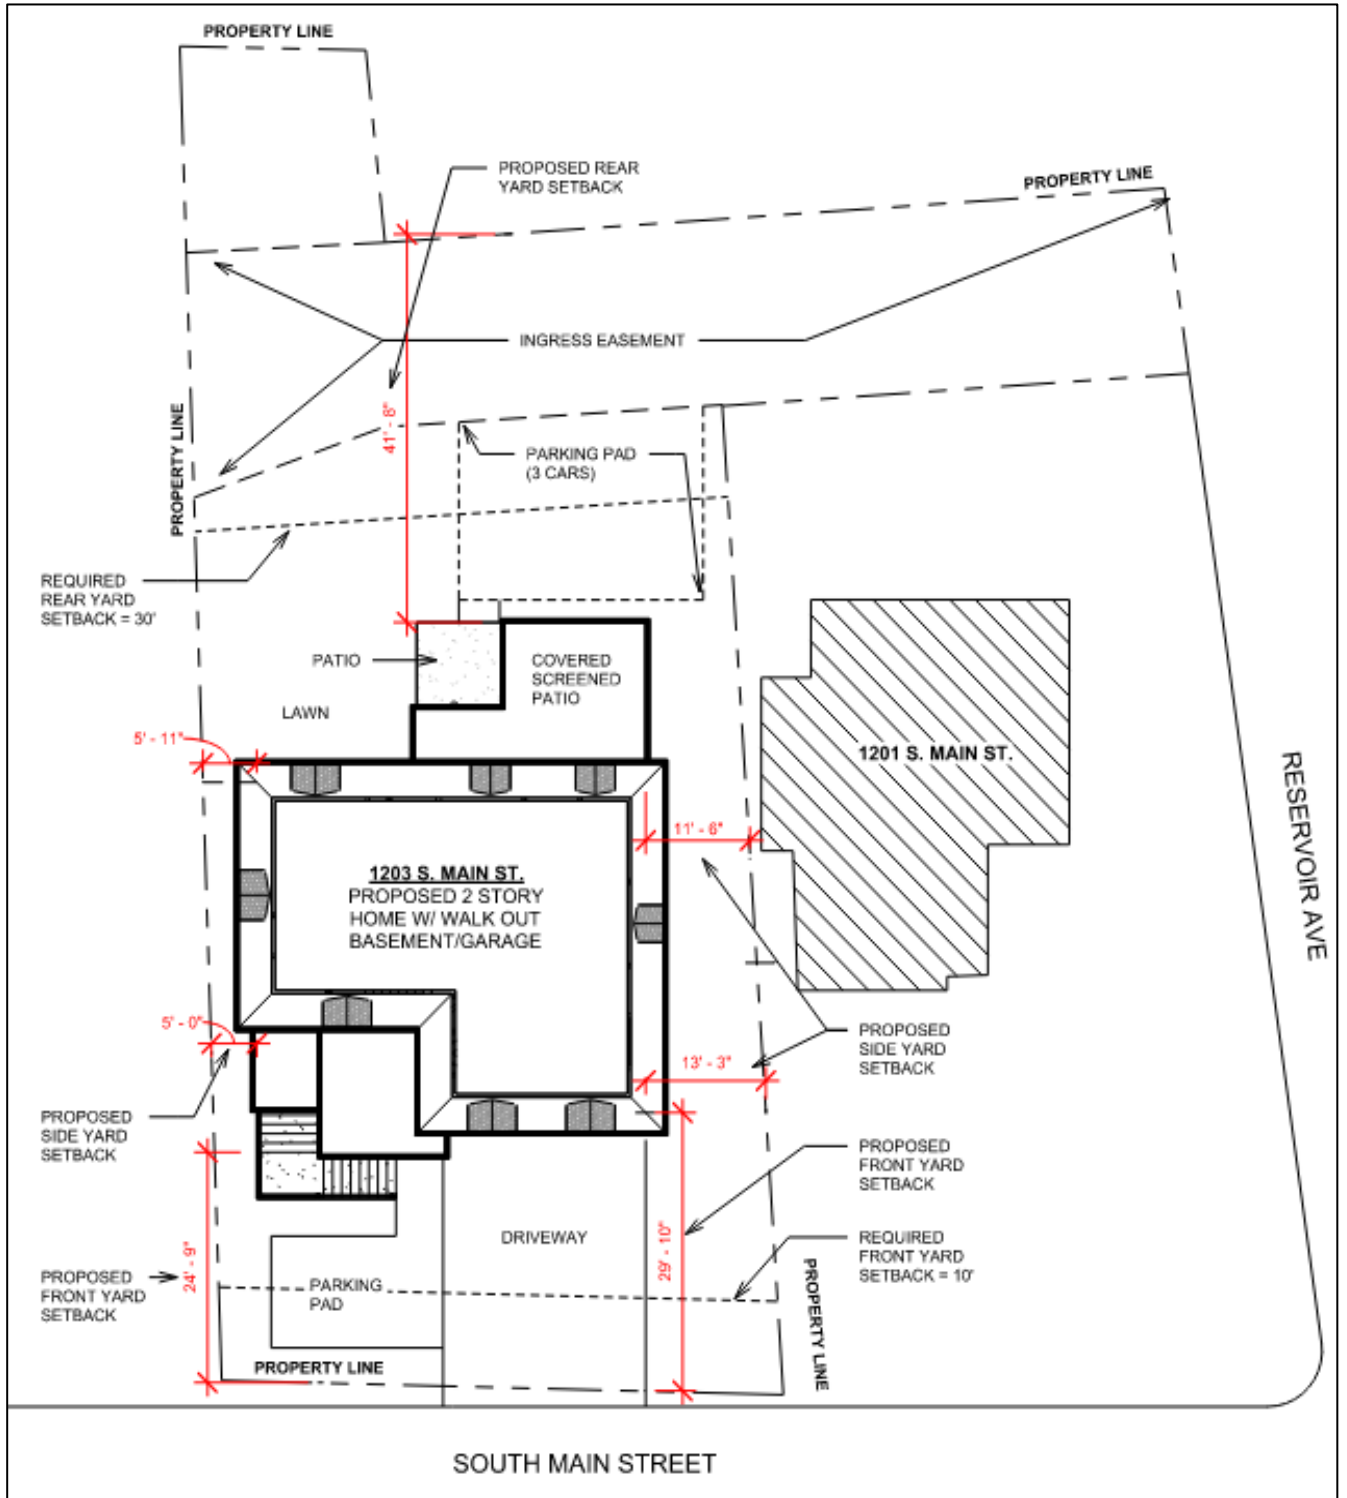 PROPERTY LINE
PROPOSED REAR
YARD SETBACK
PROPERTY LINE
INGRESS EASEMENT
41' - 8"
PROPERTY LINE
PARKING PAD
(3 CARS)
REQUIRED
REAR YARD
SETBACK = 30'
PATIO
COVERED
SCREENED
PATIO
LAWN
5' - 11"
1201 S. MAIN ST.
RESERVOIR AVE
11' - 6"
1203 S. MAIN ST.
PROPOSED 2 STORY
HOME W/ WALK OUT
BASEMENT/GARAGE
5' - 0"
PROPOSED
SIDE YARD
SETBACK
13' - 3"
PROPOSED
SIDE YARD
SETBACK
PROPOSED
FRONT YARD
SETBACK
DRIVEWAY
29' - 10"
REQUIRED
FRONT YARD
SETBACK = 10'
24' - 9"
PROPOSED
FRONT YARD
SETBACK
PARKING
PAD
PROPERTY LINE
PROPERTY LINE
SOUTH MAIN STREET